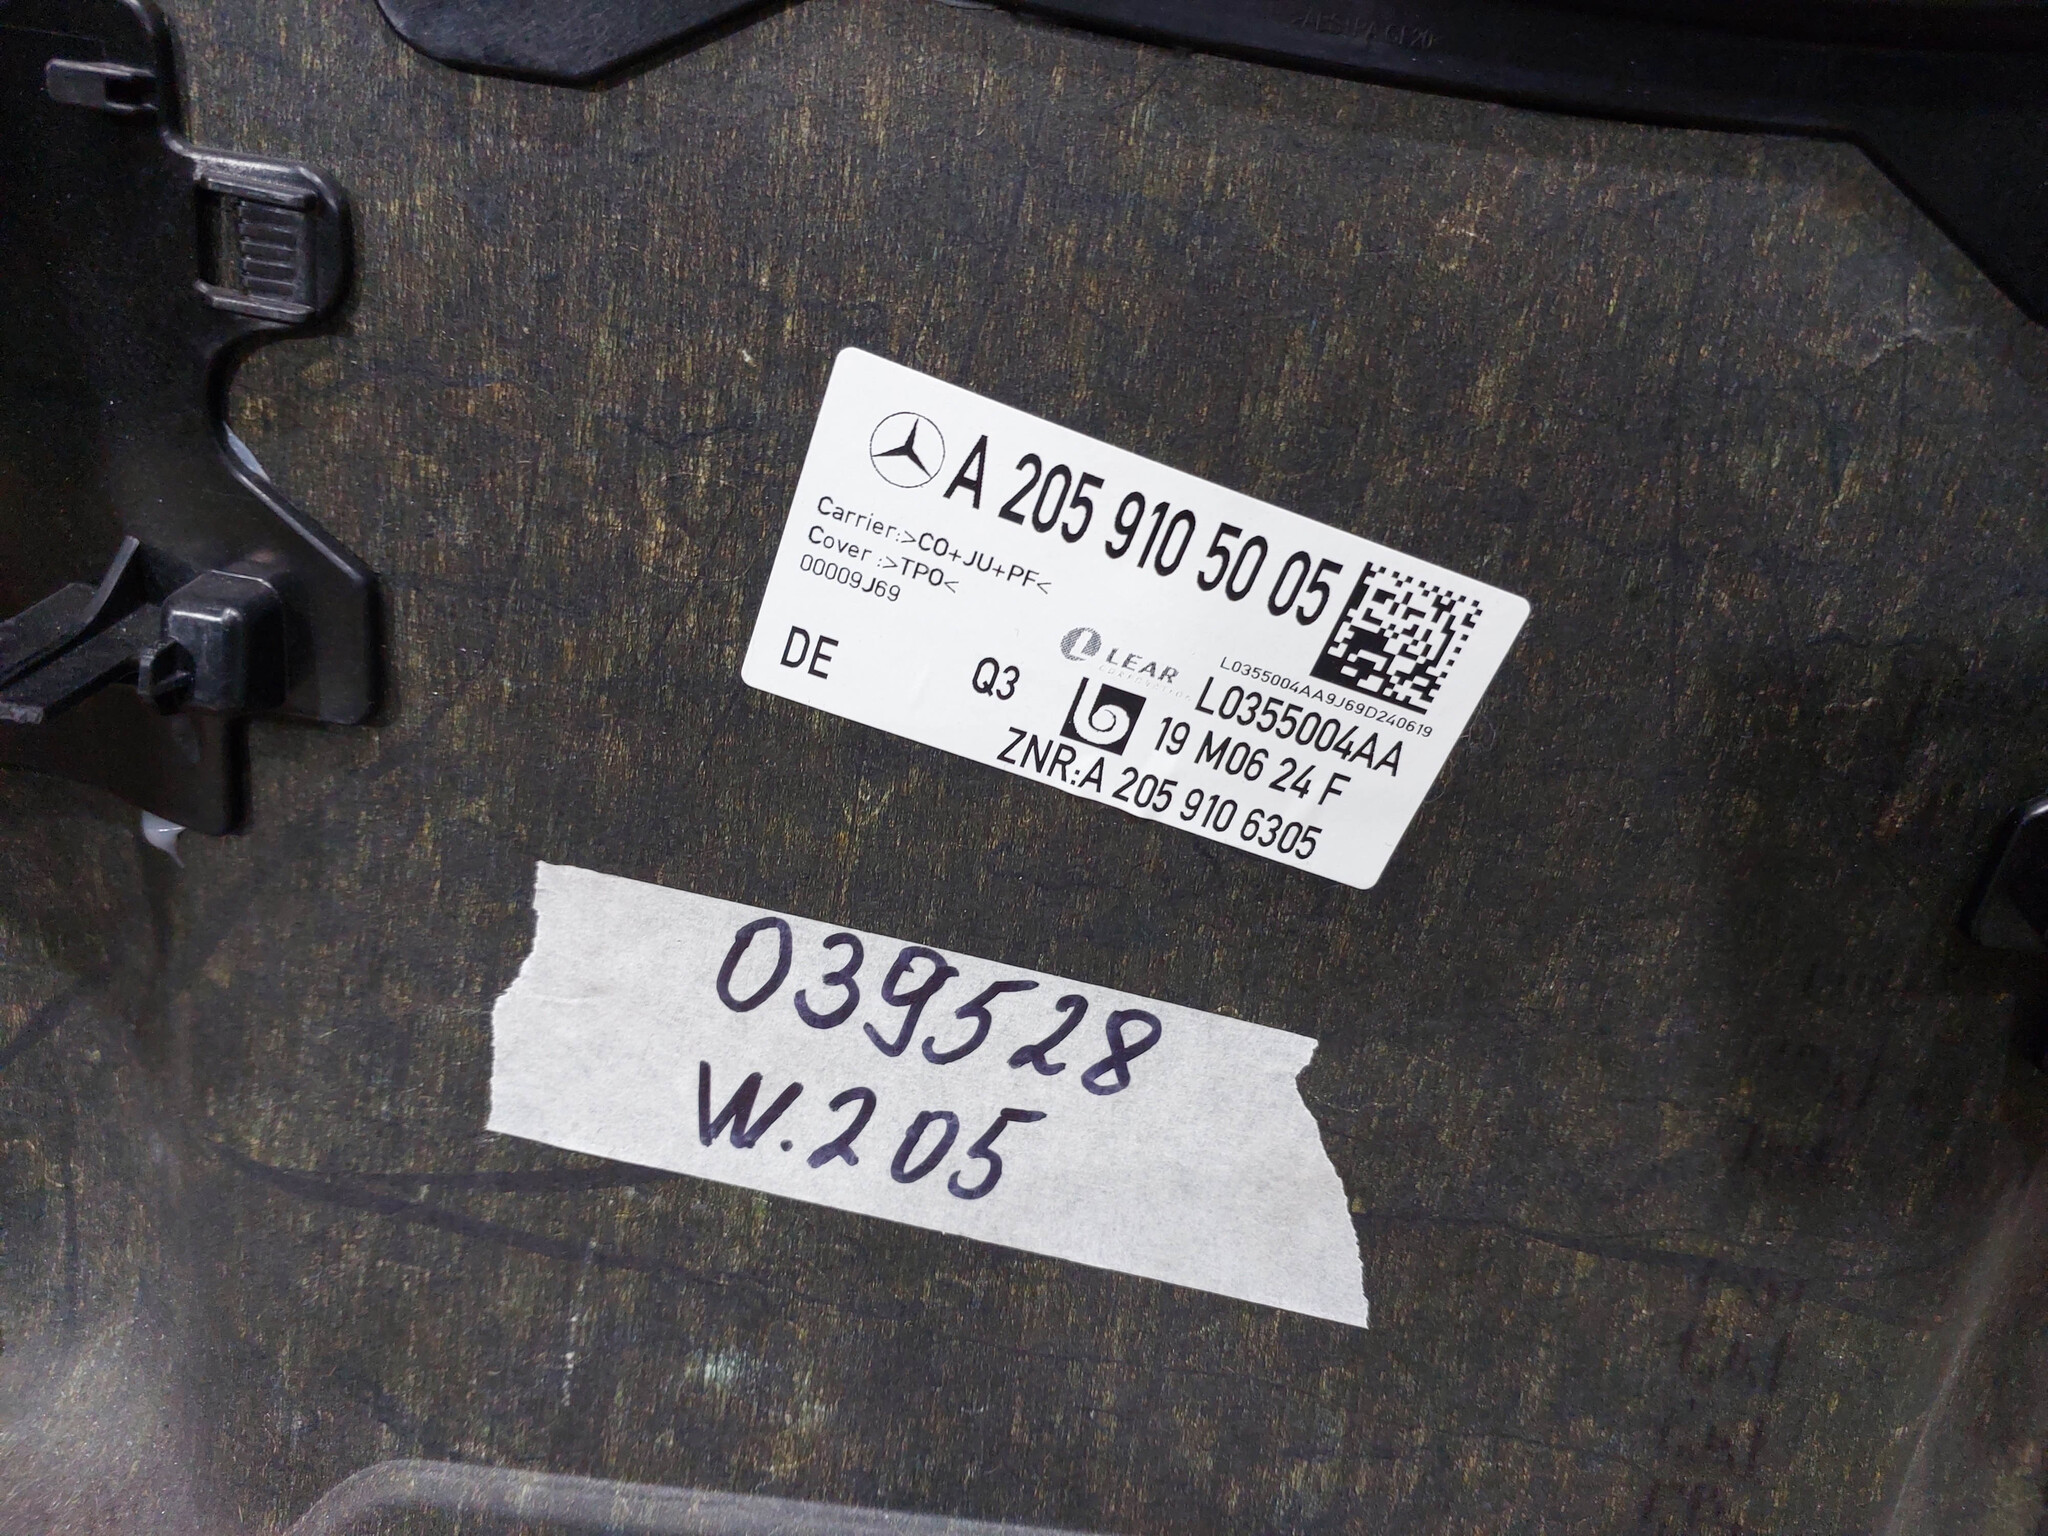 A 205 910 50 05
Carrier:>CO+JU+PF<
Cover :>TPO<
00009J69
DE
Q3
LEAR
CORPORATION
L0355004AA9J69D240619
L0355004AA
19 M06 24 F
ZNR:A 205 910 6305
039528
W.205